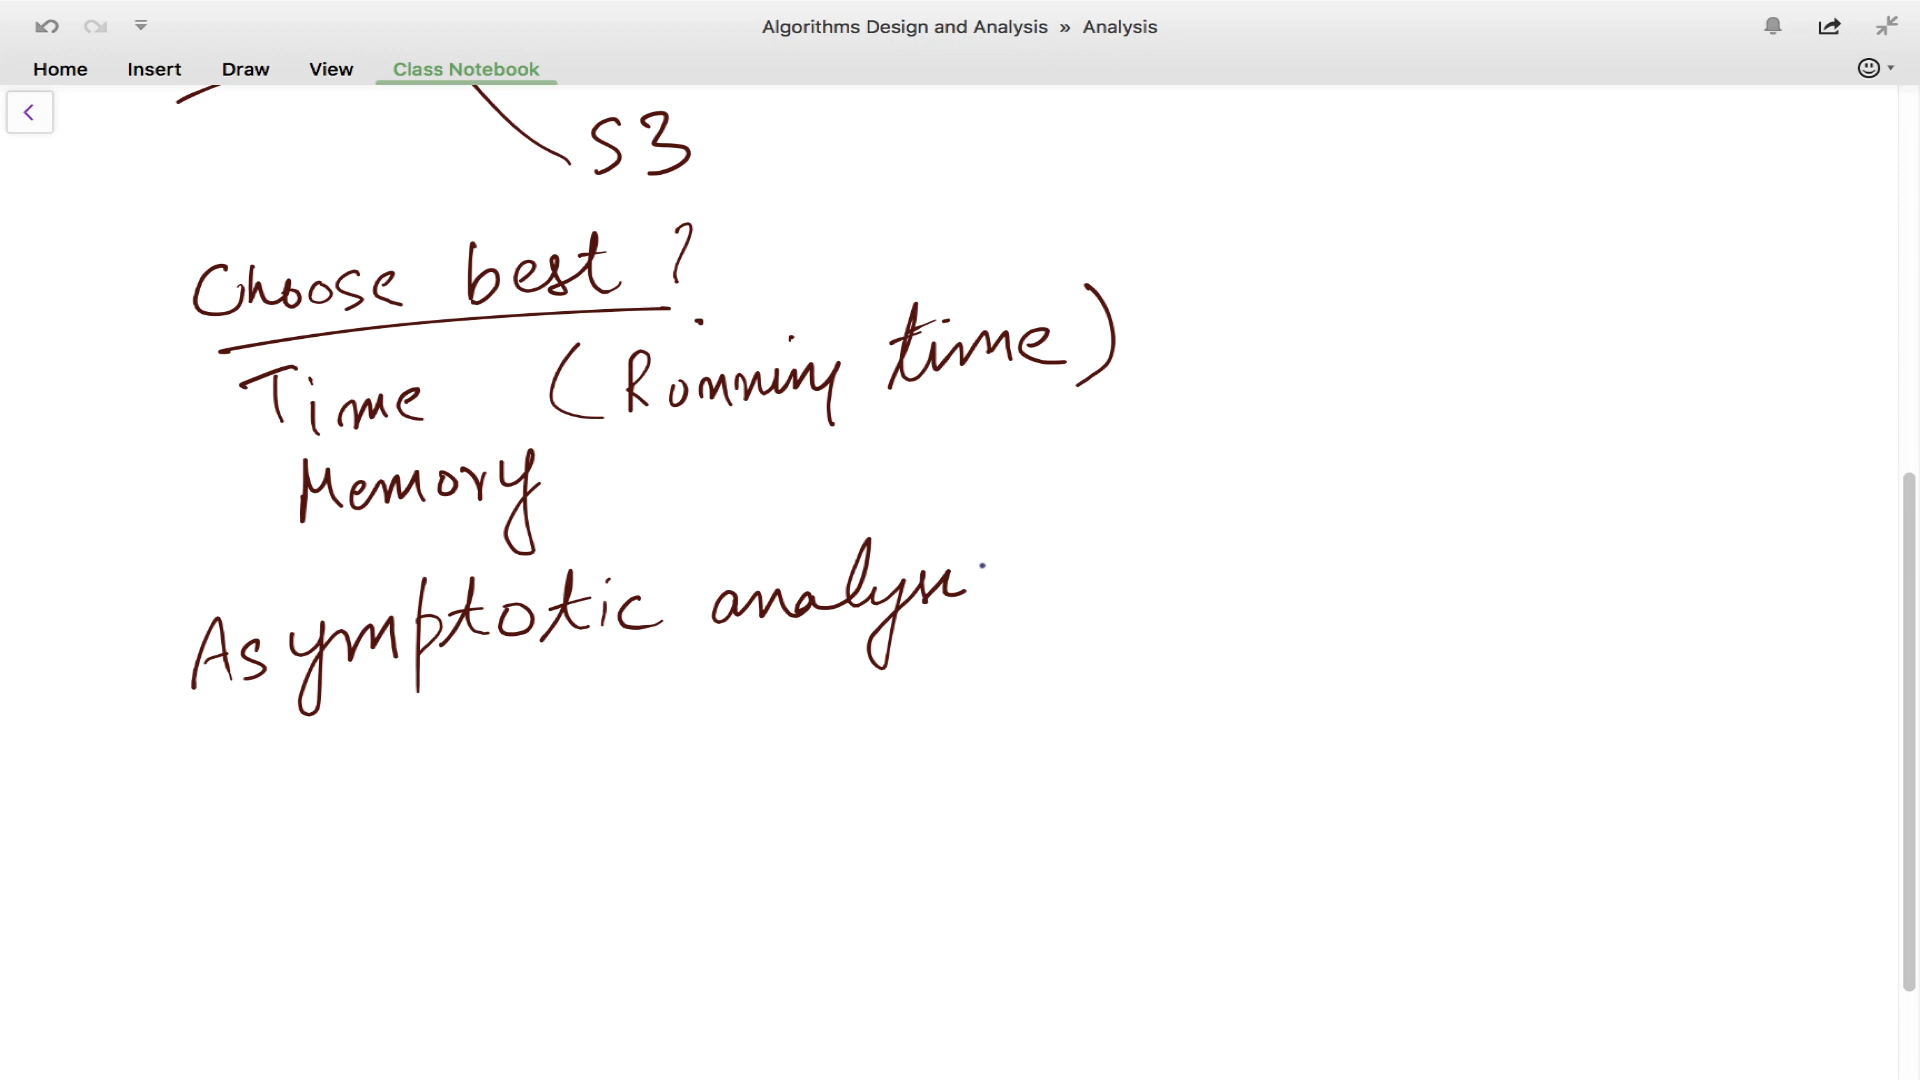 Algorithms Design and Analysis » Analysis
Home Insert Draw View Class Notebook
S3
Choose best ?
Time (Running time)
Memory
Asymptotic analysi